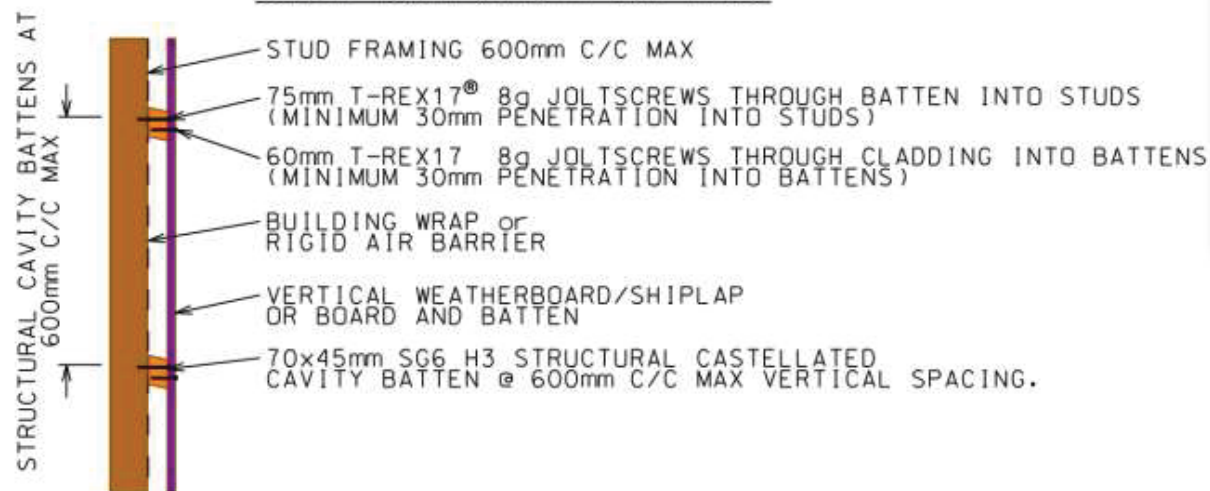 STRUCTURAL CAVITY BATTENS AT
600mm C/C MAX
STUD FRAMING 600mm C/C MAX
75mm T-REX17® 8g JOLTSCREWS THROUGH BATTEN INTO STUDS
(MINIMUM 30mm PENETRATION INTO STUDS)
60mm T-REX17 8g JOLTSCREWS THROUGH CLADDING INTO BATTENS
(MINIMUM 30mm PENETRATION INTO BATTENS)
BUILDING WRAP or
RIGID AIR BARRIER
VERTICAL WEATHERBOARD/SHIPLAP
OR BOARD AND BATTEN
70x45mm SG6 H3 STRUCTURAL CASTELLATED
CAVITY BATTEN @ 600mm C/C MAX VERTICAL SPACING.